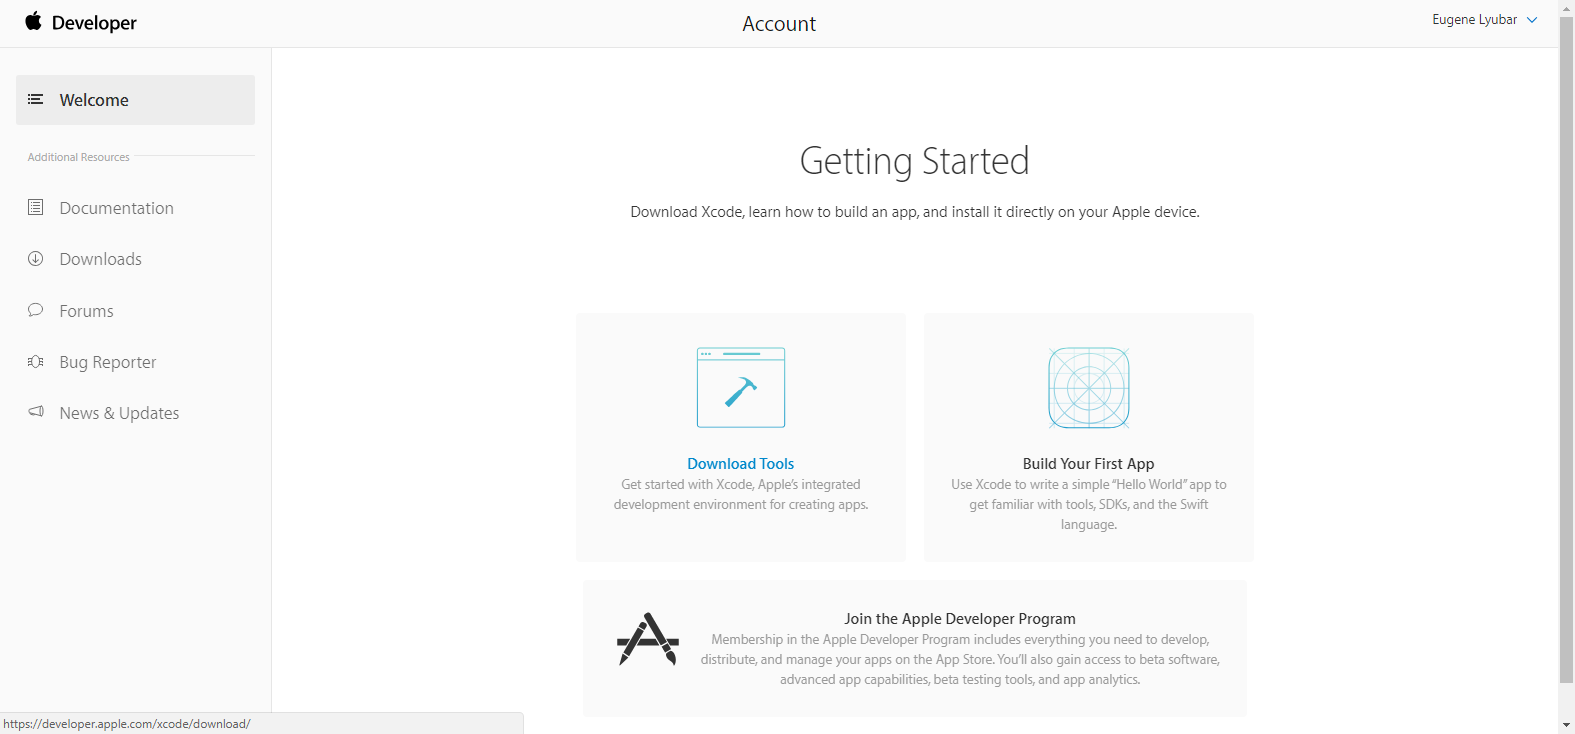 Developer
Account
Eugene Lyubar
Welcome
Additional Resources
Documentation
Downloads
Forums
Bug Reporter
News & Updates
Getting Started
Download Xcode, learn how to build an app, and install it directly on your Apple device.
Download Tools
Get started with Xcode, Apple's integrated
development environment for creating apps.
Build Your First App
Use Xcode to write a simple “Hello World” app to
get familiar with tools, SDKs, and the Swift
language.
Join the Apple Developer Program
Membership in the Apple Developer Program includes everything you need to develop,
distribute, and manage your apps on the App Store. You'll also gain access to beta software,
advanced app capabilities, beta testing tools, and app analytics.
https://developer.apple.com/xcode/download/